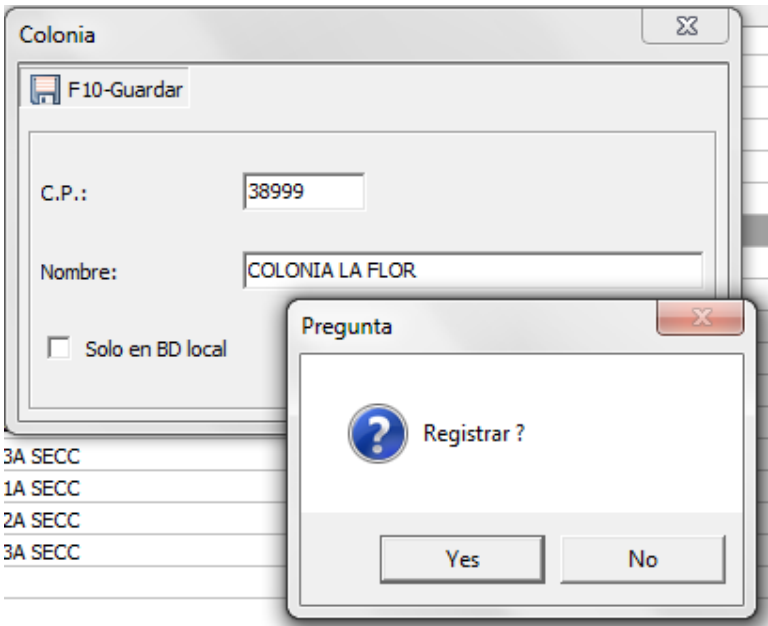 Colonia
F10-Guardar
C.P.:
38999
Nombre:
COLONIA LA FLOR
Solo en BD local
Pregunta
Registrar ?
Yes
No
3A SECC
1A SECC
2A SECC
3A SECC